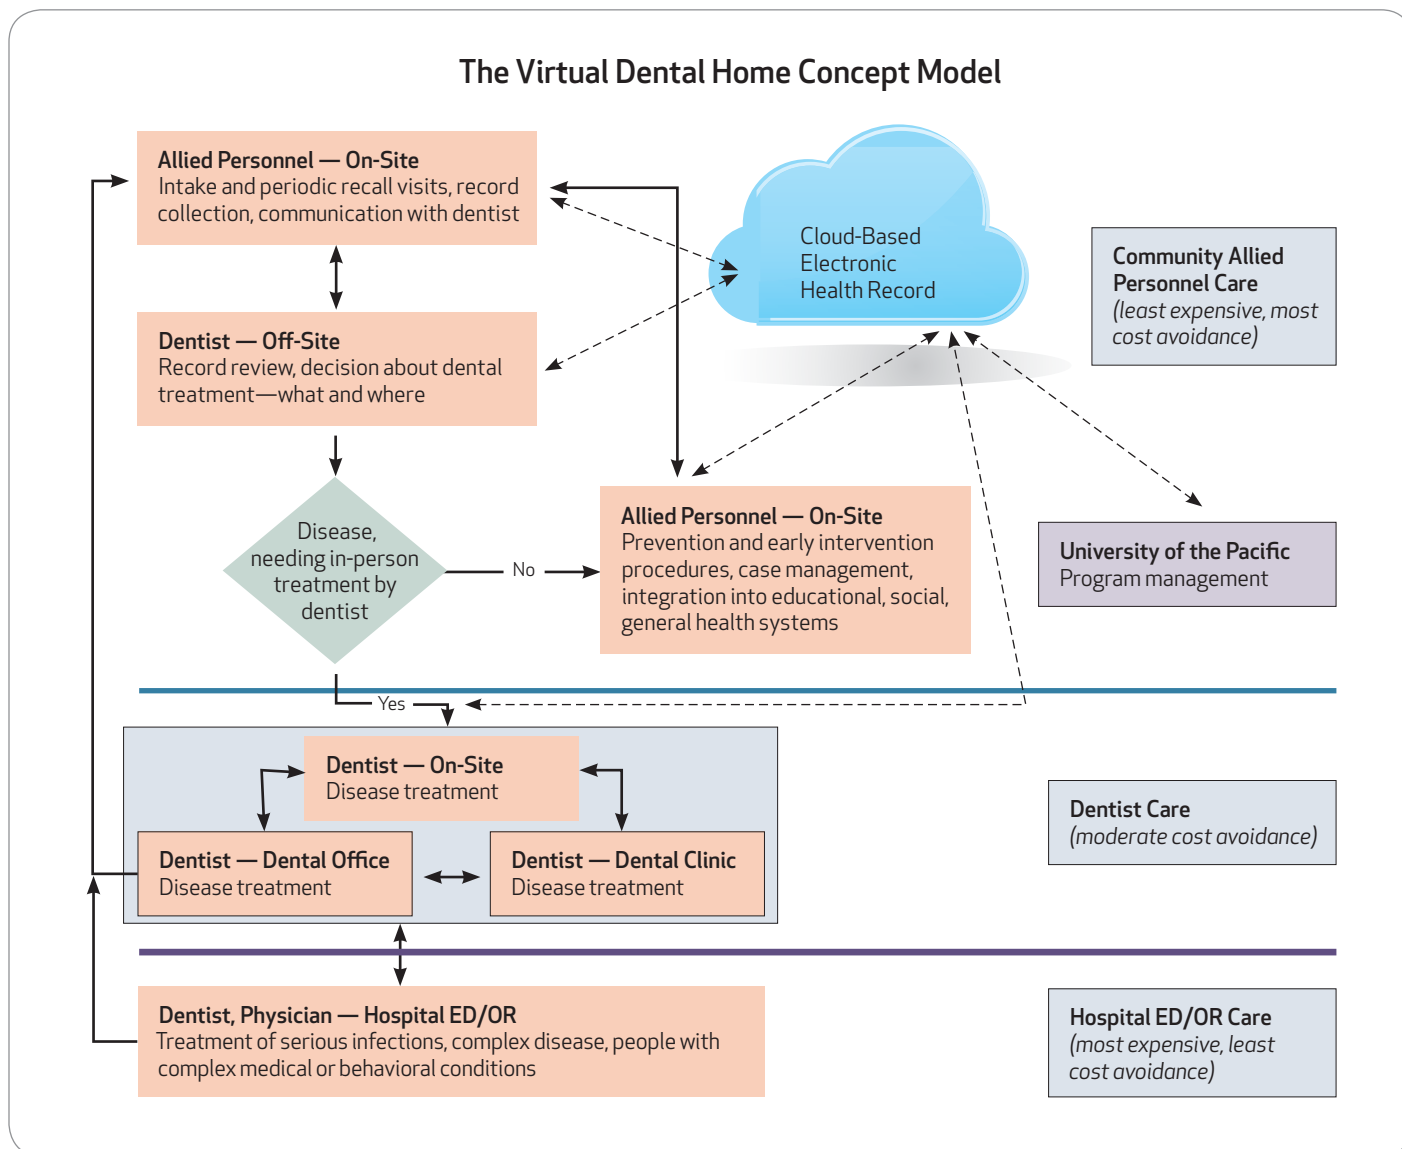 The Virtual Dental Home Concept Model
Allied Personnel — On-Site
Intake and periodic recall visits, record
collection, communication with dentist
Cloud-Based
Electronic
Health Record
Community Allied
Personnel Care
(least expensive, most
cost avoidance)
Dentist — Off-Site
Record review, decision about dental
treatment—what and where
Disease,
needing in-person
treatment by
dentist
No
Allied Personnel — On-Site
Prevention and early intervention
procedures, case management,
integration into educational, social,
general health systems
University of the Pacific
Program management
Yes
Dentist — On-Site
Disease treatment
Dentist — Dental Office
Disease treatment
Dentist — Dental Clinic
Disease treatment
Dentist Care
(moderate cost avoidance)
Dentist, Physician — Hospital ED/OR
Treatment of serious infections, complex disease, people with
complex medical or behavioral conditions
Hospital ED/OR Care
(most expensive, least
cost avoidance)